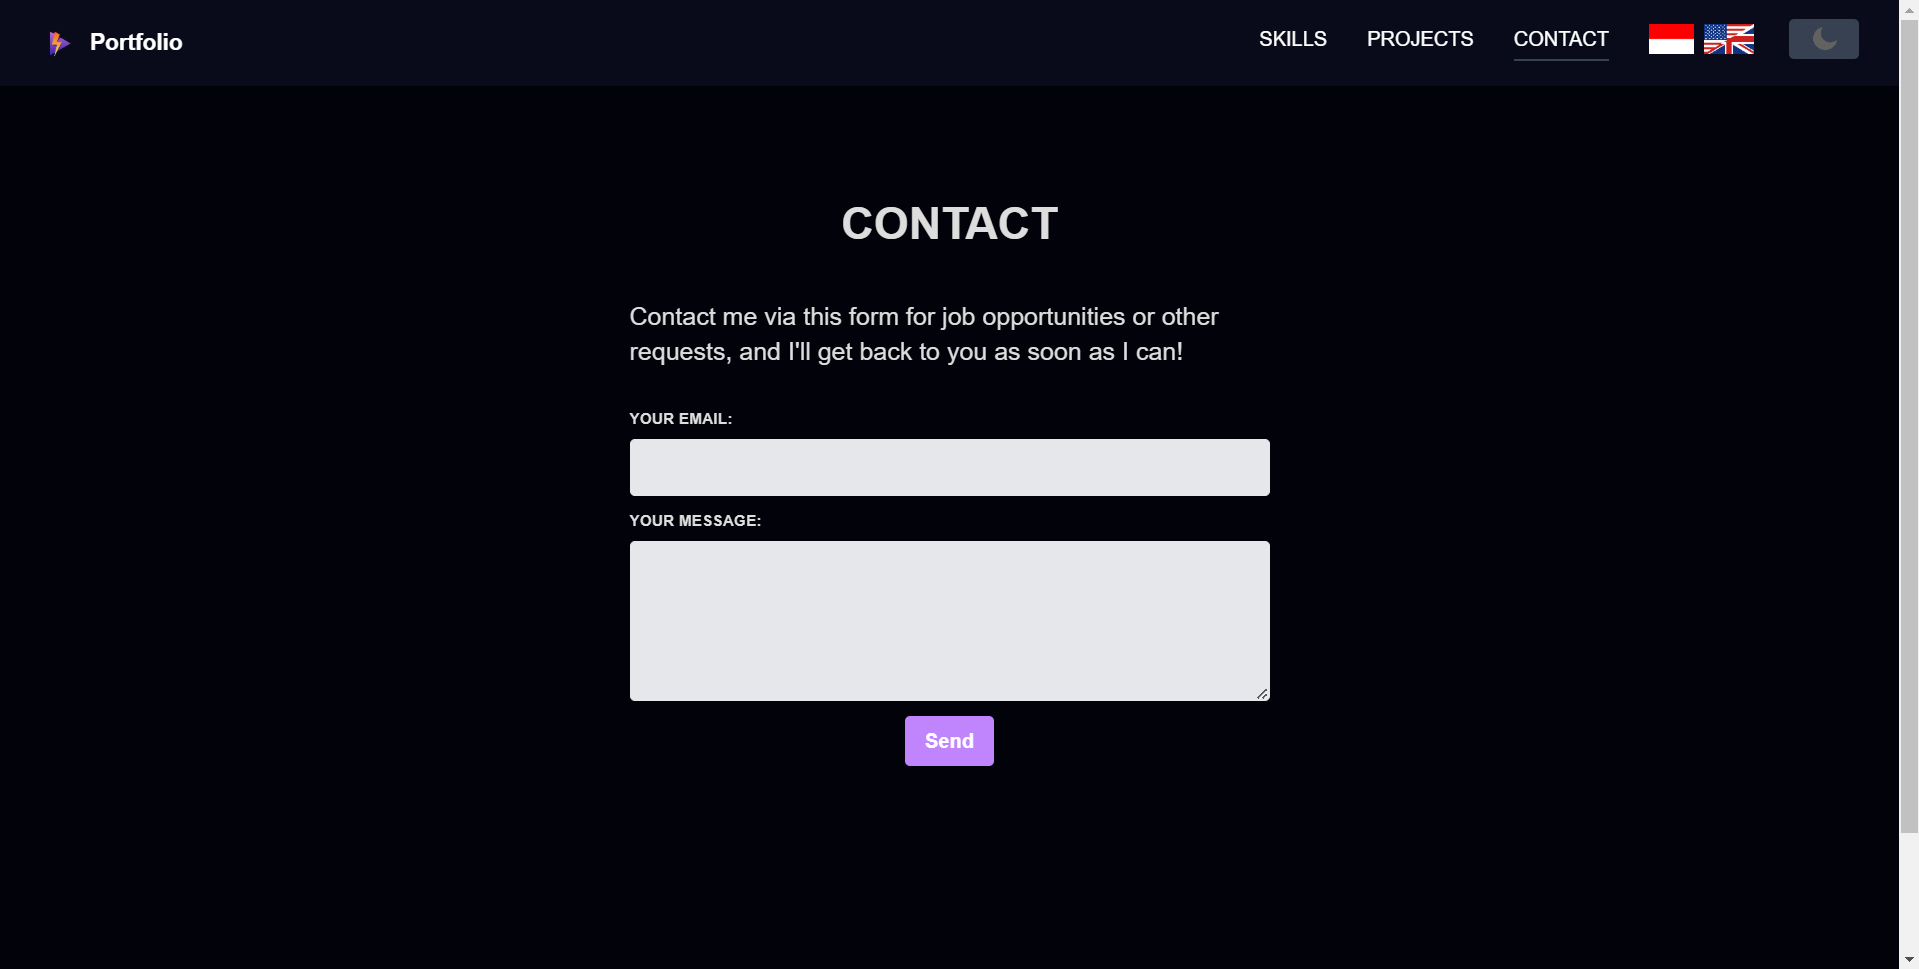 Portfolio
SKILLS
PROJECTS
CONTACT
CONTACT
Contact me via this form for job opportunities or other
requests, and I'll get back to you as soon as I can!
YOUR EMAIL:
YOUR MESSAGE:
Send